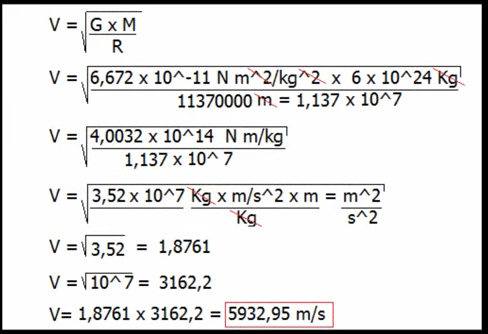 V = √ G x M
R
V = √ 6,672 x 10^-11 N m^2/kg^2 x 6 x 10^24 Kg
11370000 m = 1,137 x 10^7
V = √ 4,0032 x 10^14 N m/kg
1,137 x 10^ 7
V = √ 3,52 x 10^7 Kg x m/s^2 x m = m^2
Kg s^2
V = √ 3,52 = 1,8761
V = √ 10^7 = 3162,2
V= 1,8761 x 3162,2 = 5932,95 m/s